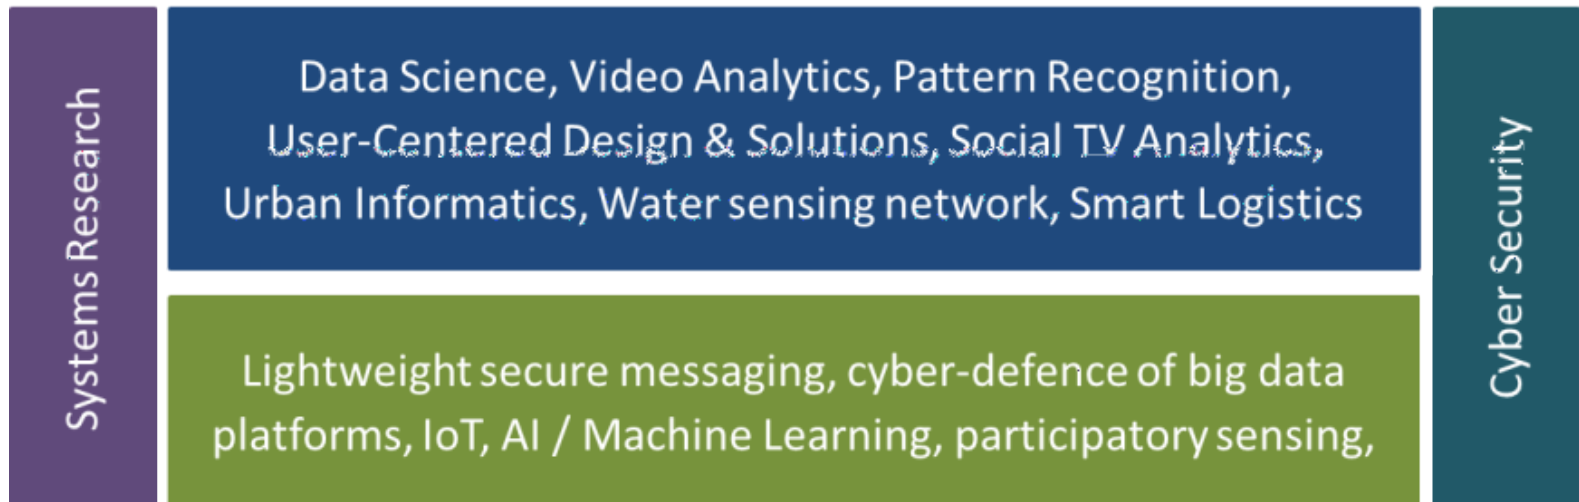 Systems Research
Data Science, Video Analytics, Pattern Recognition,
User-Centered Design & Solutions, Social TV Analytics,
Urban Informatics, Water sensing network, Smart Logistics
Lightweight secure messaging, cyber-defence of big data
platforms, IoT, AI / Machine Learning, participatory sensing,
Cyber Security